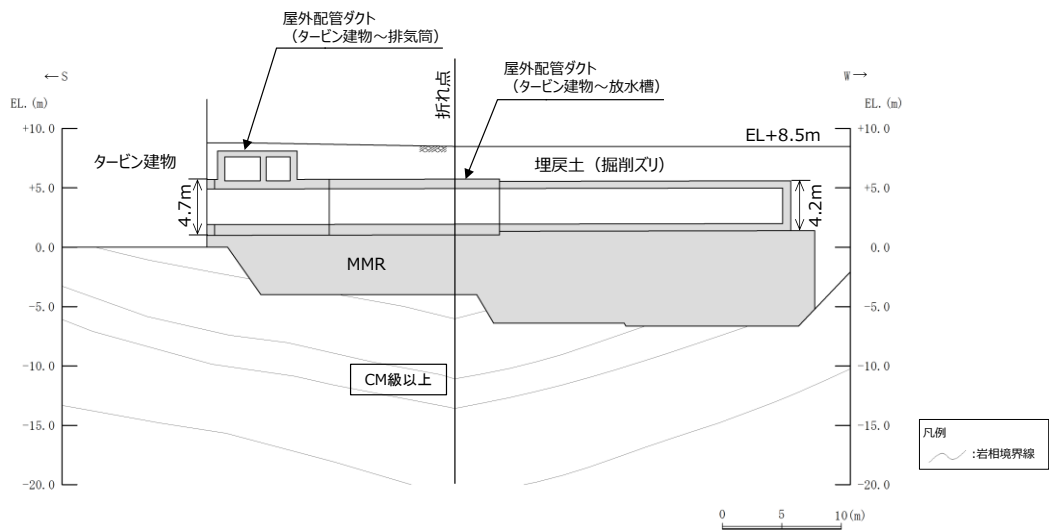 屋外配管ダクト
（タービン建物～排気筒）
←S
折れ点
屋外配管ダクト
（タービン建物～放水槽）
W→
EL.(m)
EL.(m)
+10.0
+10.0
EL+8.5m
タービン建物
埋戻土（掘削ズリ）
+5.0
+5.0
4.7m
4.2m
0.0
0.0
MMR
-5.0
-5.0
-10.0
-10.0
CM級以上
-15.0
-15.0
凡例
:岩相境界線
-20.0
-20.0
0 5 10(m)